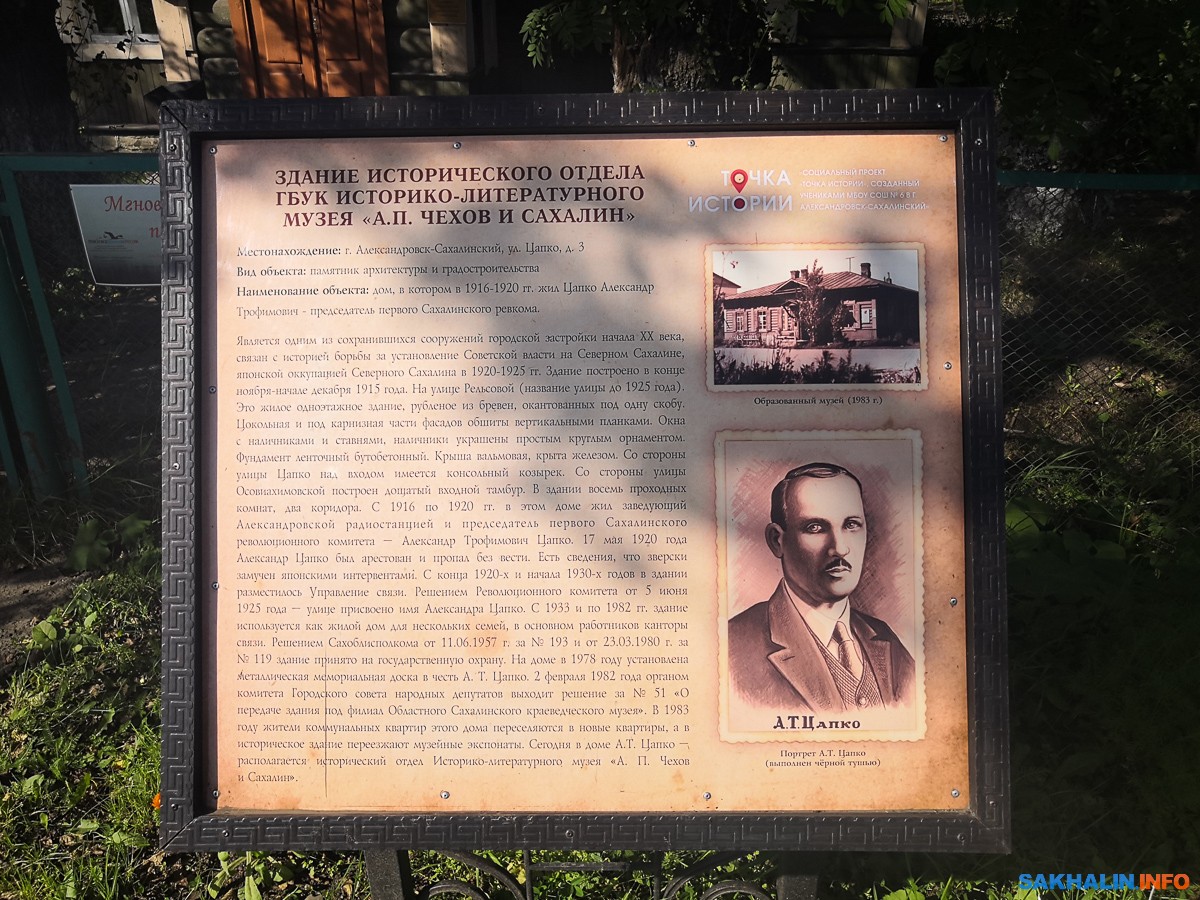 ЗДАНИЕ ИСТОРИЧЕСКОГО ОТДЕЛА
ГБУК ИСТОРИКО-ЛИТЕРАТУРНОГО
МУЗЕЯ «А.П. ЧЕХОВ И САХАЛИН»
ТОЧКА
ИСТОРИИ
«СОЦИАЛЬНЫЙ ПРОЕКТ
«ТОЧКА ИСТОРИИ», СОЗДАННЫЙ
УЧЕНИКАМИ МБОУ СОШ № 6 В Г.
АЛЕКСАНДРОВСК-САХАЛИНСКИЙ»
Местонахождение: г. Александровск-Сахалинский, ул. Цапко, д. 3
Вид объекта: памятник архитектуры и градостроительства
Наименование объекта: дом, в котором в 1916-1920 гг. жил Цапко Александр
Трофимович - председатель первого Сахалинского ревкома.
Является одним из сохранившихся сооружений городской застройки начала XX века,
связан с историей борьбы за установление Советской власти на Северном Сахалине,
японской оккупацией Северного Сахалина в 1920-1925 гг. Здание построено в конце
ноября-начале декабря 1915 года. На улице Рельсовой (название улицы до 1925 года).
Это жилое одноэтажное здание, рубленое из бревен, окантованных под одну скобу.
Цокольная и под карнизная части фасадов обшиты вертикальными планками. Окна
с наличниками и ставнями, наличники украшены простым круглым орнаментом.
Фундамент ленточный бутобетонный. Крыша вальмовая, крыта железом. Со стороны
улицы Цапко над входом имеется консольный козырек. Со стороны улицы
Осовиахимовской построен дощатый входной тамбур. В здании восемь проходных
комнат, два коридора. С 1916 по 1920 гг. в этом доме жил заведующий
Александровской радиостанцией и председатель первого Сахалинского
революционного комитета – Александр Трофимович Цапко. 17 мая 1920 года
Александр Цапко был арестован и пропал без вести. Есть сведения, что зверски
замучен японскими интервентами. С конца 1920-х и начала 1930-х годов в здании
разместилось Управление связи. Решением Революционного комитета от 5 июня
1925 года – улице присвоено имя Александра Цапко. С 1933 и по 1982 гг. здание
используется как жилой дом для нескольких семей, в основном работников канторы
связи. Решением Сахоблисполкома от 11.06.1957 г. за № 193 и от 23.03.1980 г. за
№ 119 здание принято на государственную охрану. На доме в 1978 году установлена
металлическая мемориальная доска в честь А. Т. Цапко. 2 февраля 1982 года органом
комитета Городского совета народных депутатов выходит решение за № 51 «О
передаче здания под филиал Областного Сахалинского краеведческого музея». В 1983
году жители коммунальных квартир этого дома переселяются в новые квартиры, а в
историческое здание переезжают музейные экспонаты. Сегодня в доме А.Т. Цапко –
располагается исторический отдел Историко-литературного музея «А. П. Чехов
и Сахалин».
Образованный музей (1983 г.)
А.Т.Цапко
Портрет А.Т. Цапко
(выполнен чёрной тушью)
SAKHALIN.INFO